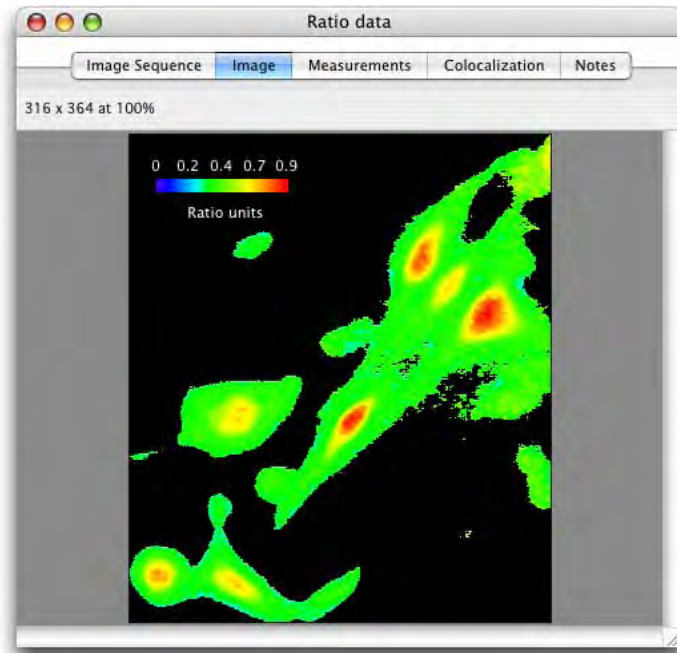 Ratio data
Image Sequence Image Measurements Colocalization Notes
316 x 364 at 100%
0 0.2 0.4 0.7 0.9
Ratio units